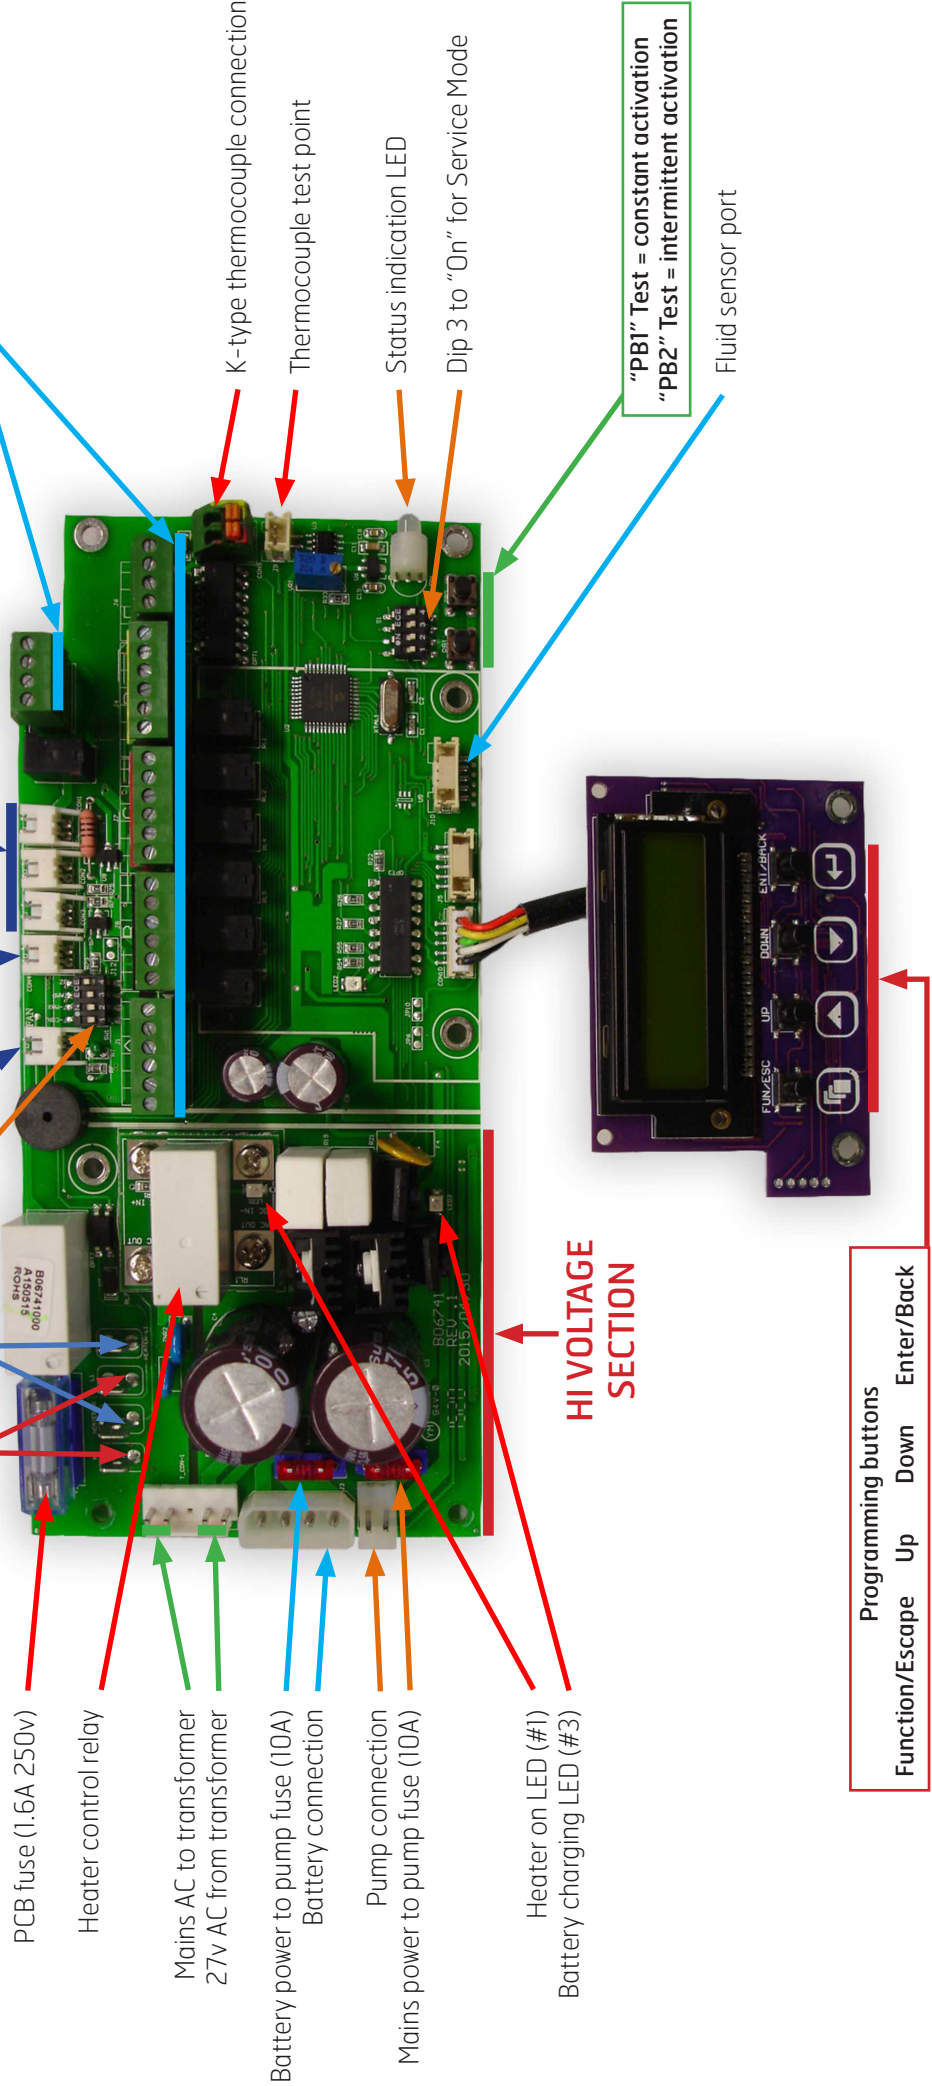 K-type thermocouple connection
Thermocouple test point
Status indication LED
Dip 3 to “On” for Service Mode
“PB1” Test = constant activation
“PB2” Test = intermittent activation
Fluid sensor port
PCB fuse (1.6A 250v)
Heater control relay
Mains AC to transformer
27v AC from transformer
Battery power to pump fuse (10A)
Battery connection
Pump connection
Mains power to pump fuse (10A)
Heater on LED (#1)
Battery charging LED (#3)
HI VOLTAGE
SECTION
Programming buttons
Function/Escape Up Down Enter/Back
FUN/ESC UP DOWN ENT/BACK
B06741000
A150515
ROHS
B06741
REV.1
94V-0